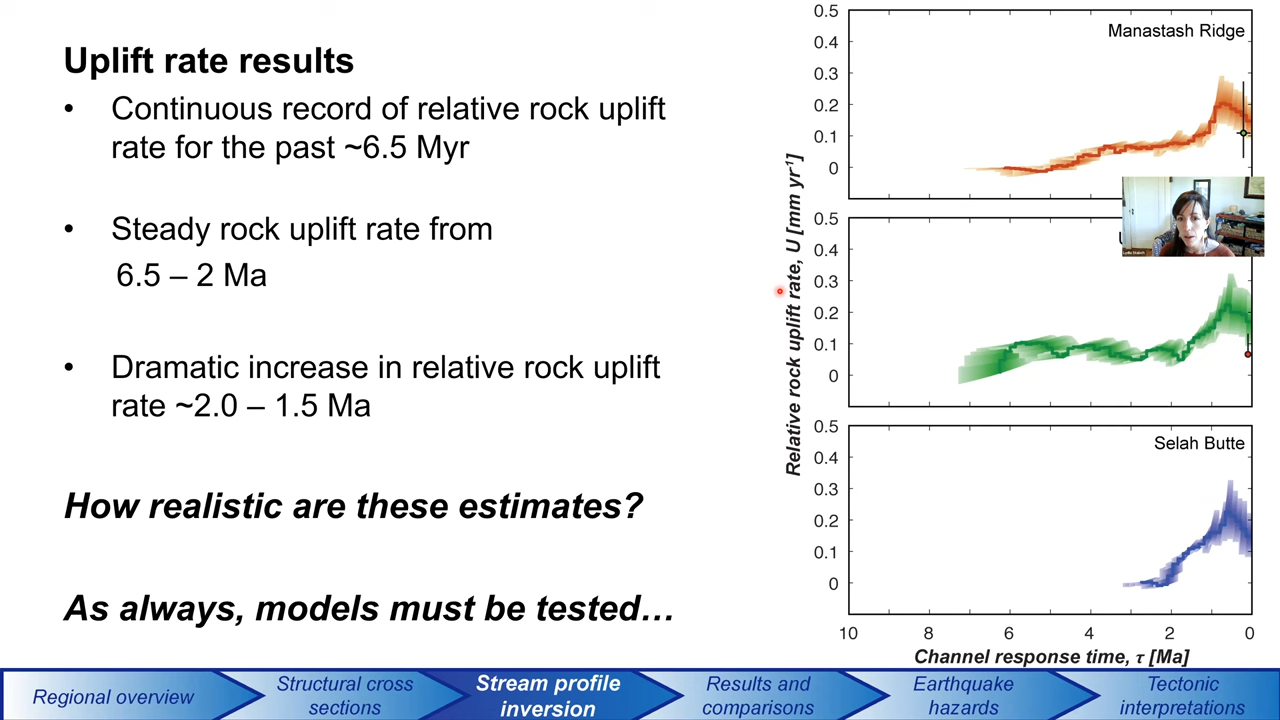 Uplift rate results
• Continuous record of relative rock uplift
rate for the past ~6.5 Myr
• Steady rock uplift rate from
6.5 – 2 Ma
• Dramatic increase in relative rock uplift
rate ~2.0 – 1.5 Ma
How realistic are these estimates?
As always, models must be tested…
Relative rock uplift rate, U [mm yr⁻¹]
0.5
Manastash Ridge
0.4
0.3
0.2
0.1
0
0.5
0.4
0.3
0.2
0.1
0
0.5
Selah Butte
0.4
0.3
0.2
0.1
0
10 8 6 4 2 0
Channel response time, τ [Ma]
Regional overview
Structural cross
sections
Stream profile
inversion
Results and
comparisons
Earthquake
hazards
Tectonic
interpretations